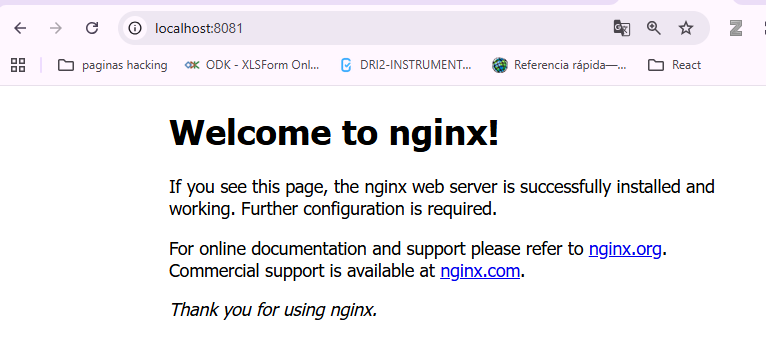 localhost:8081
paginas hacking
ODK - XLSForm Onl...
DRI2-INSTRUMENT...
Referencia rápida—...
React
Welcome to nginx!
If you see this page, the nginx web server is successfully installed and
working. Further configuration is required.
For online documentation and support please refer to nginx.org.
Commercial support is available at nginx.com.
Thank you for using nginx.